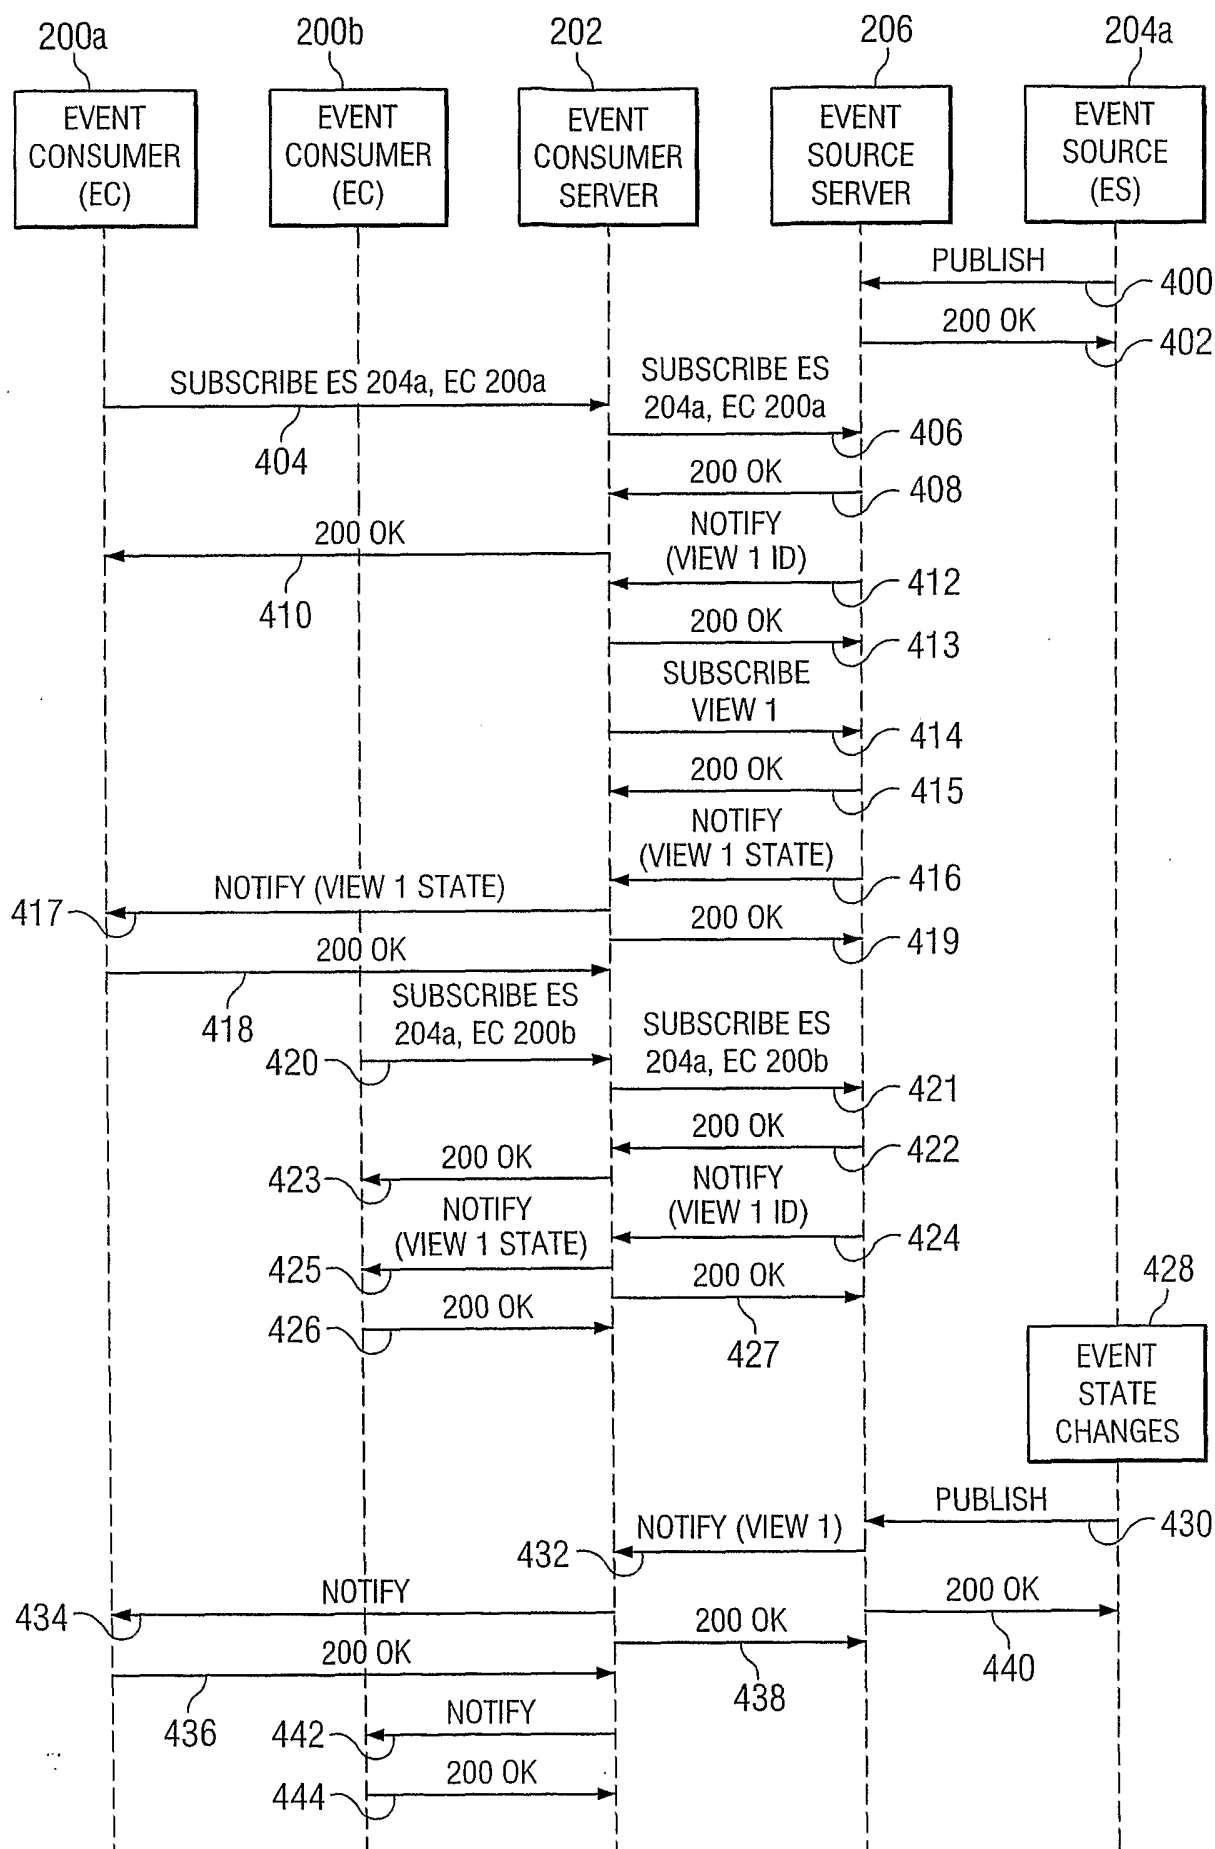 200a
200b
202
206
204a
EVENT
CONSUMER
(EC)
EVENT
CONSUMER
(EC)
EVENT
CONSUMER
SERVER
EVENT
SOURCE
SERVER
EVENT
SOURCE
(ES)
PUBLISH
400
200 OK
402
SUBSCRIBE ES 204a, EC 200a
404
SUBSCRIBE ES
204a, EC 200a
406
200 OK
408
200 OK
410
NOTIFY
(VIEW 1 ID)
412
200 OK
413
SUBSCRIBE
VIEW 1
414
200 OK
415
NOTIFY
(VIEW 1 STATE)
416
NOTIFY (VIEW 1 STATE)
417
200 OK
419
200 OK
418
SUBSCRIBE ES
204a, EC 200b
420
SUBSCRIBE ES
204a, EC 200b
421
200 OK
422
200 OK
423
NOTIFY
(VIEW 1 ID)
424
NOTIFY
(VIEW 1 STATE)
425
200 OK
427
200 OK
426
428
EVENT
STATE
CHANGES
PUBLISH
430
NOTIFY (VIEW 1)
432
NOTIFY
434
200 OK
440
200 OK
438
200 OK
436
NOTIFY
442
200 OK
444